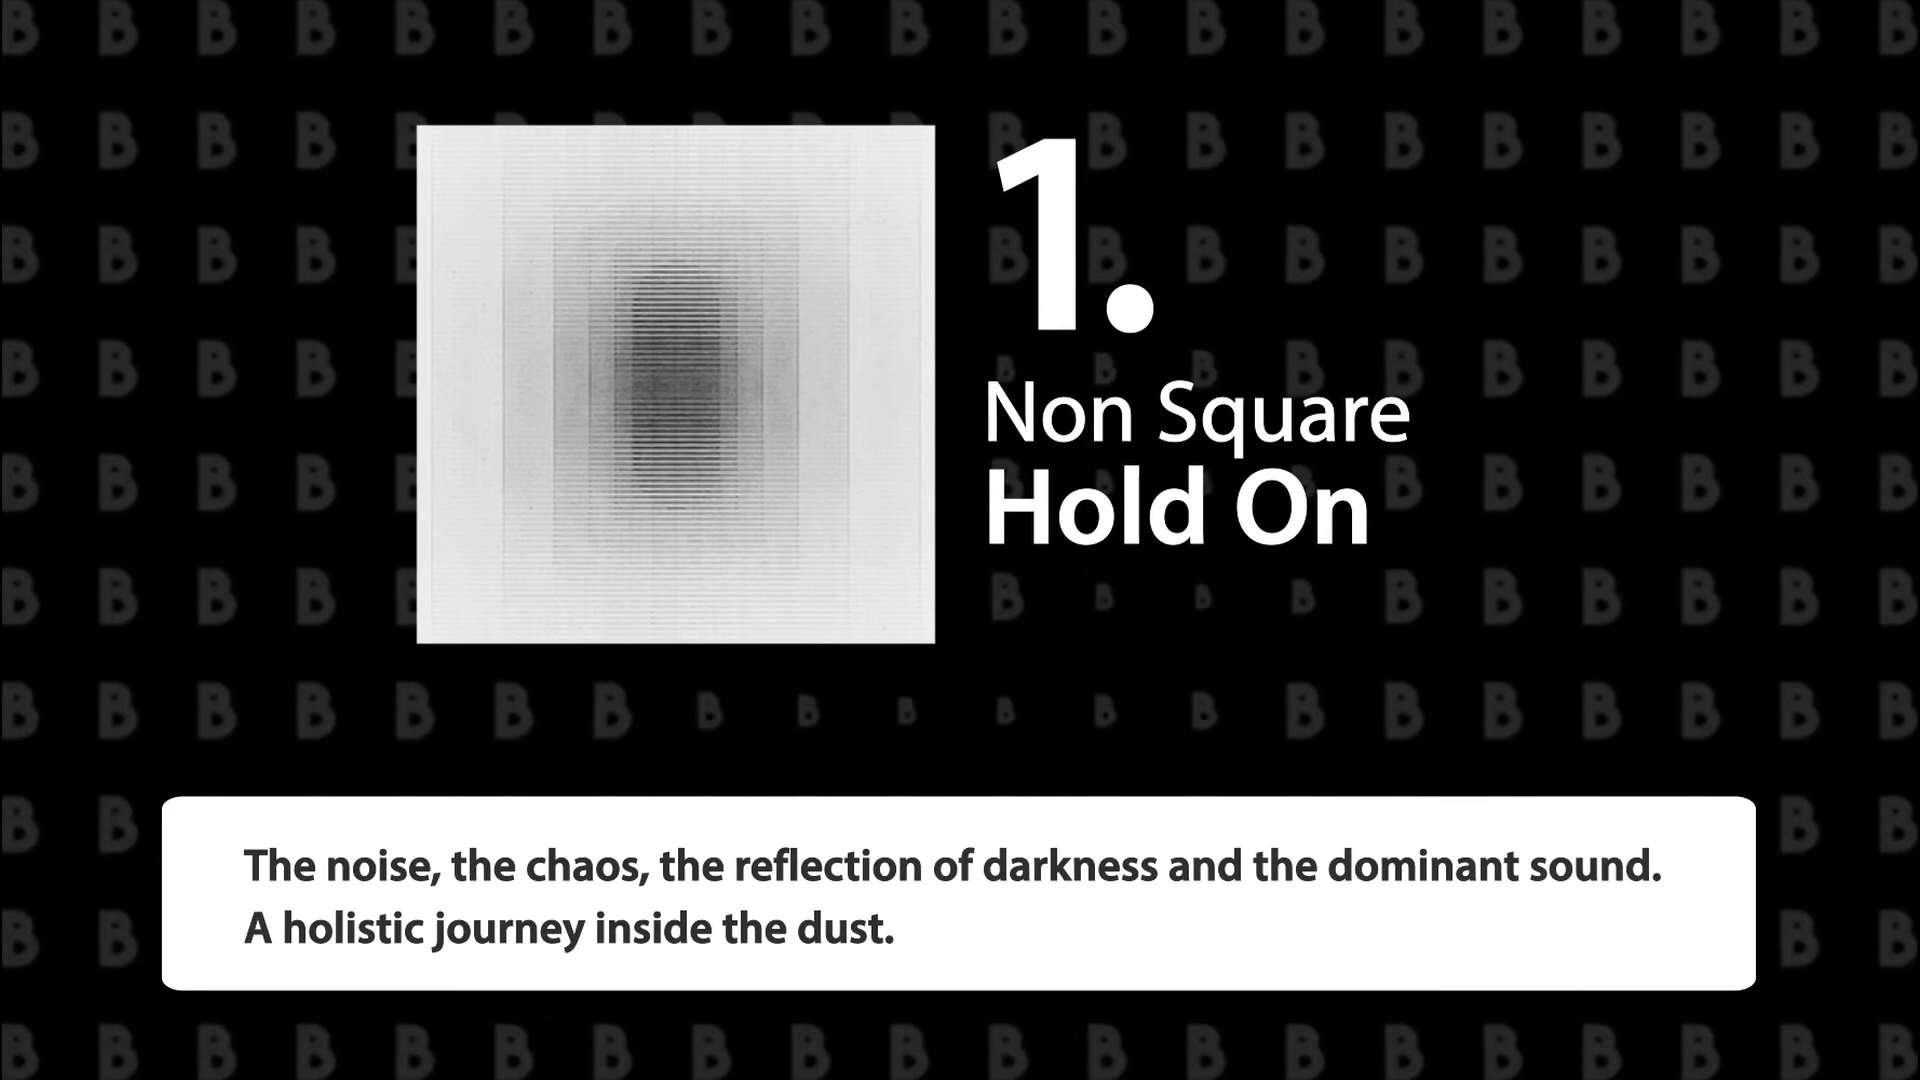 1.
Non Square
Hold On
The noise, the chaos, the reflection of darkness and the dominant sound.
A holistic journey inside the dust.